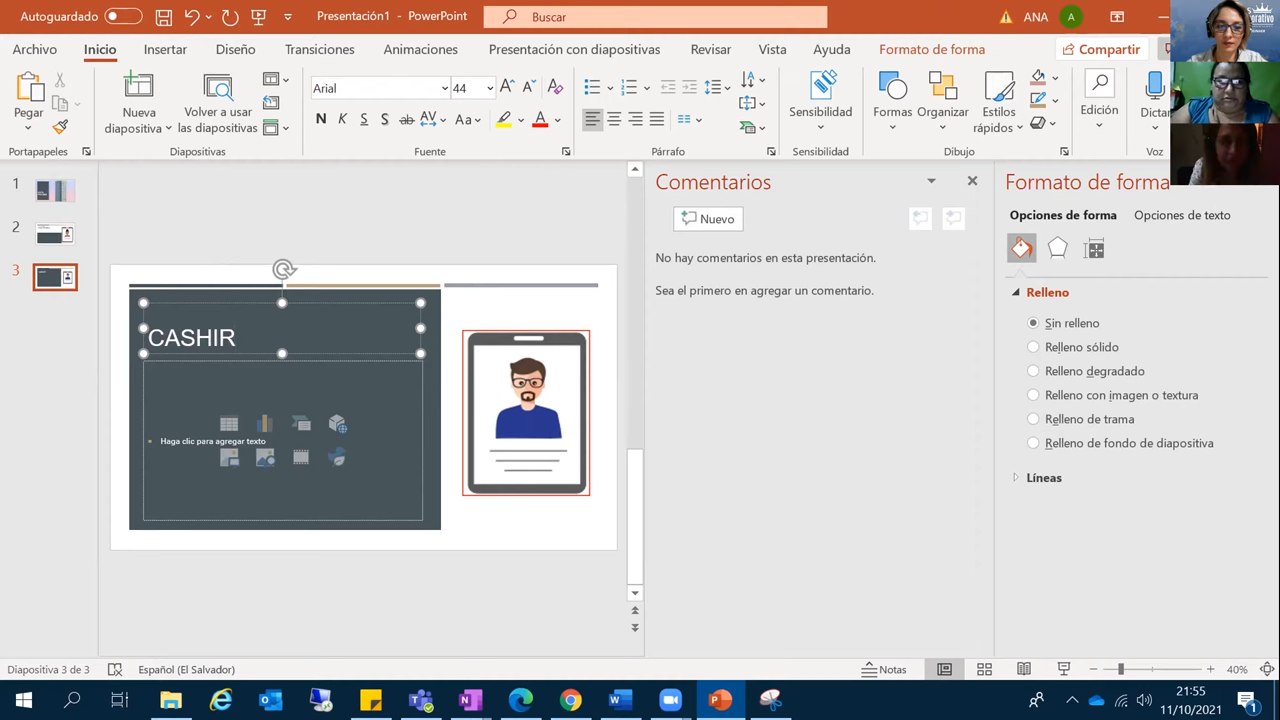 Autoguardado
Presentación1 - PowerPoint
Buscar
ANA
A
Archivo
Inicio
Insertar
Diseño
Transiciones
Animaciones
Presentación con diapositivas
Revisar
Vista
Ayuda
Formato de forma
Compartir
Pegar
Nueva diapositiva
Volver a usar las diapositivas
Arial
44
N
K
S
S
ab
AV
Aa
A
Sensibilidad
Formas
Organizar
Estilos rápidos
Edición
Dictar
Portapapeles
Diapositivas
Fuente
Párrafo
Sensibilidad
Dibujo
Voz
1
2
3
CASHIR
Haga clic para agregar texto
Comentarios
Nuevo
No hay comentarios en esta presentación.
Sea el primero en agregar un comentario.
Formato de forma
Opciones de forma
Opciones de texto
Relleno
Sin relleno
Relleno sólido
Relleno degradado
Relleno con imagen o textura
Relleno de trama
Relleno de fondo de diapositiva
Líneas
Diapositiva 3 de 3
Español (El Salvador)
Notas
40%
21:55
11/10/2021
1